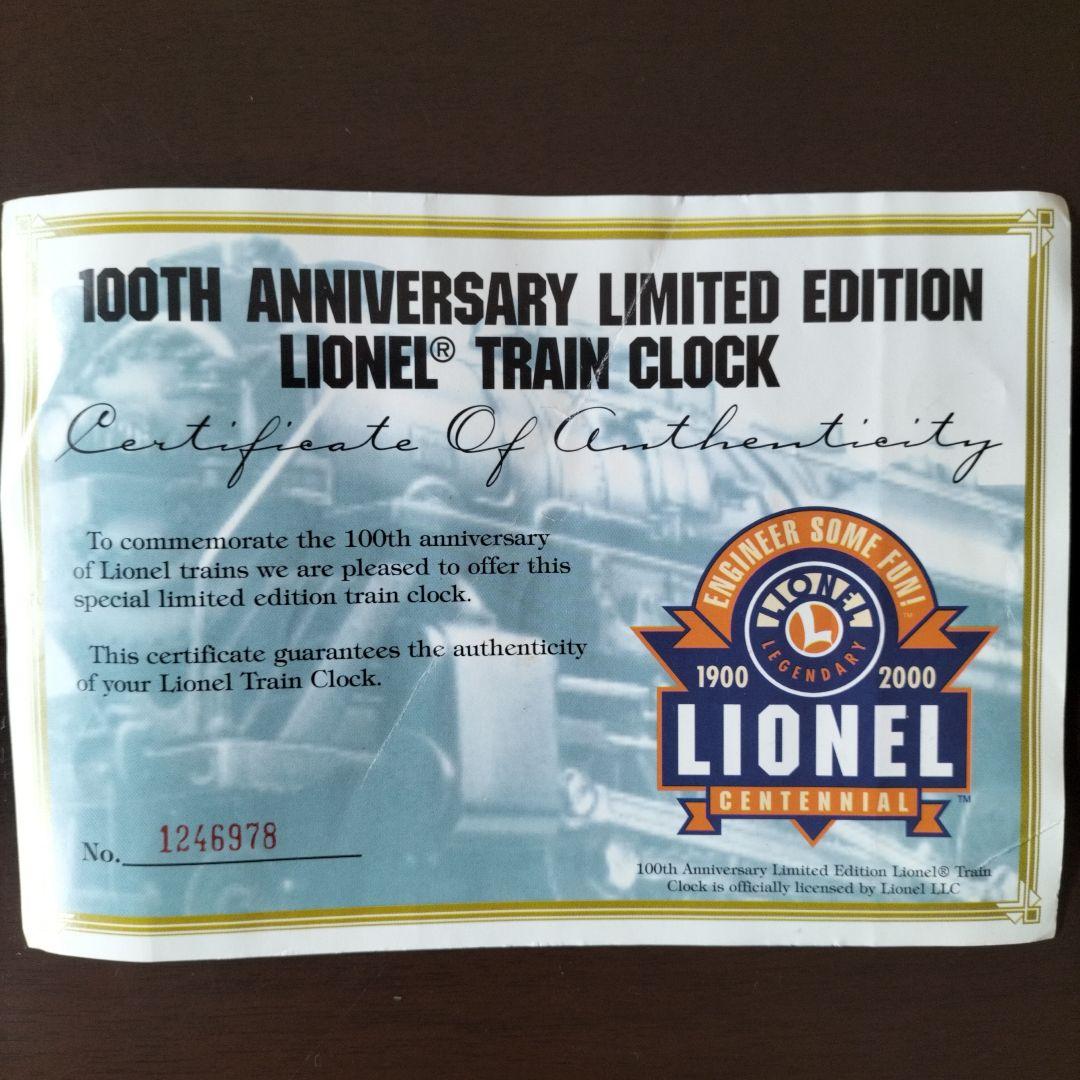 100TH ANNIVERSARY LIMITED EDITION
LIONEL® TRAIN CLOCK
Certificate Of Authenticity
To commemorate the 100th anniversary
of Lionel trains we are pleased to offer this
special limited edition train clock.
This certificate guarantees the authenticity
of your Lionel Train Clock.
No. 1246978
ENGINEER SOME FUN!™
LIONEL
L
LEGENDARY
1900 2000
LIONEL
CENTENNIAL™
100th Anniversary Limited Edition Lionel® Train
Clock is officially licensed by Lionel LLC